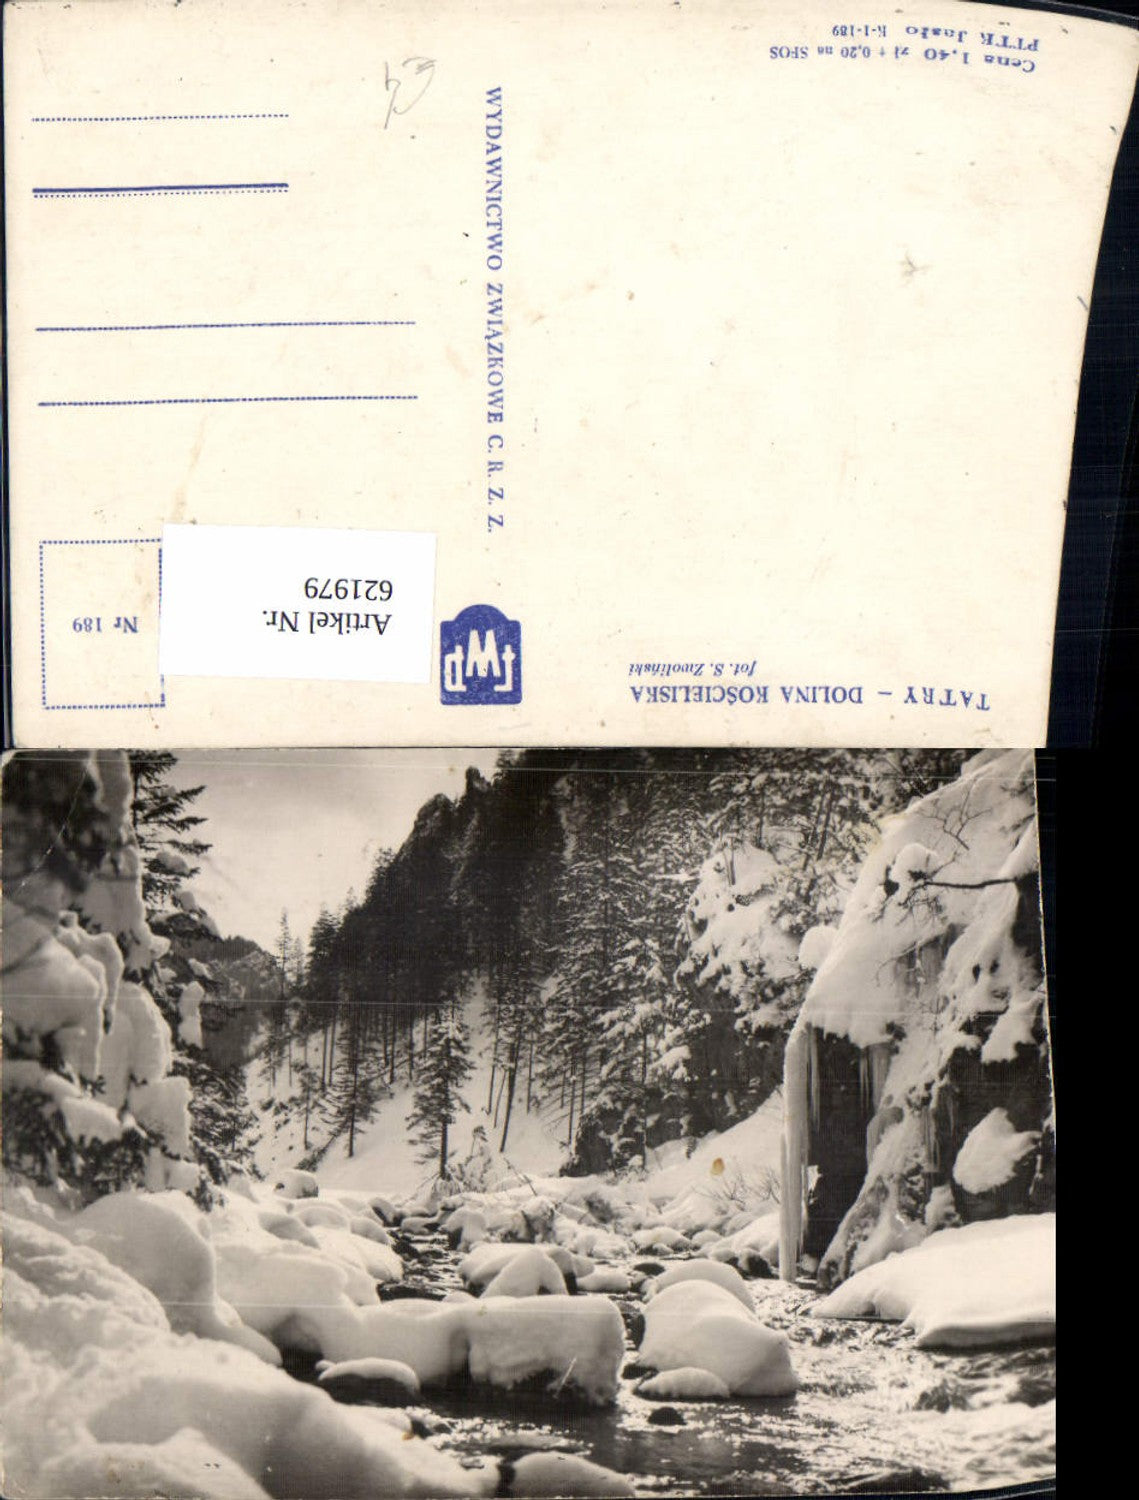 TATRY – DOLINA KOŚCIELISKA
fot. S. Zwoliński
WYDAWNICTWO ZWIĄZKOWE C. R. Z. Z.
Artikel Nr.
621979
Nr 189
Cena 1,40 zł + 0,20 na SFOS
PTTK Jasło K-1-189